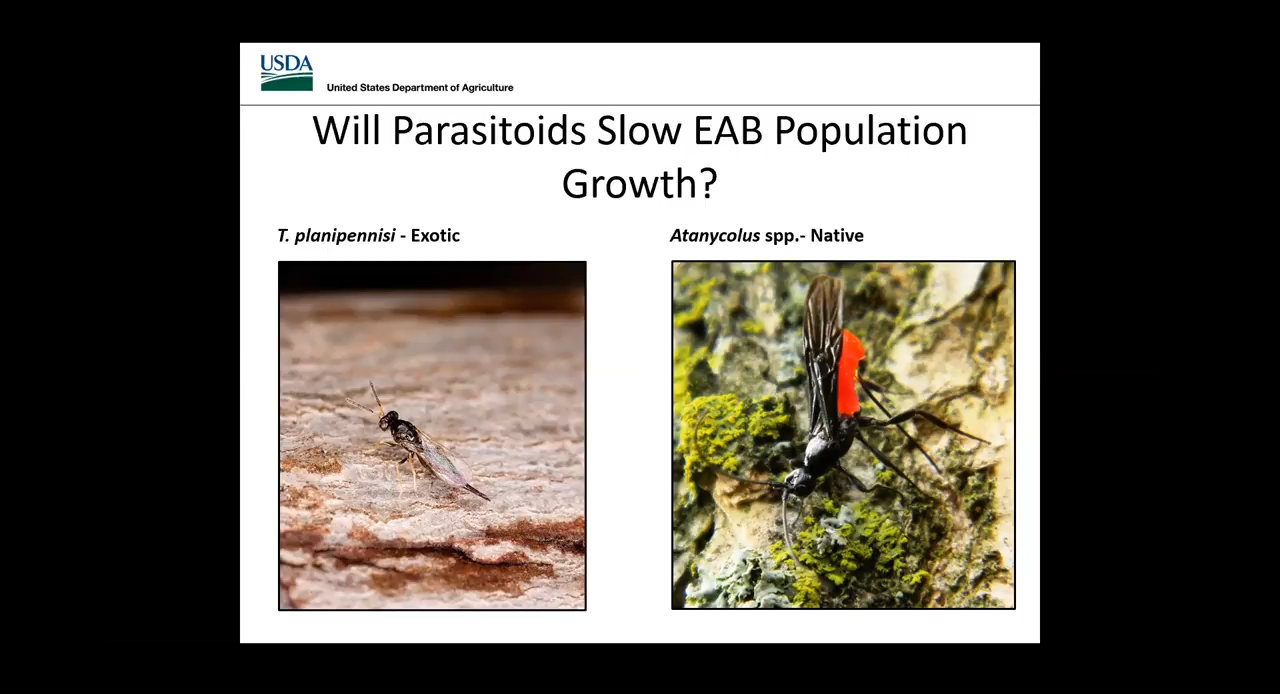 USDA
United States Department of Agriculture
Will Parasitoids Slow EAB Population
Growth?
T. planipennisi - Exotic
Atanycolus spp.- Native